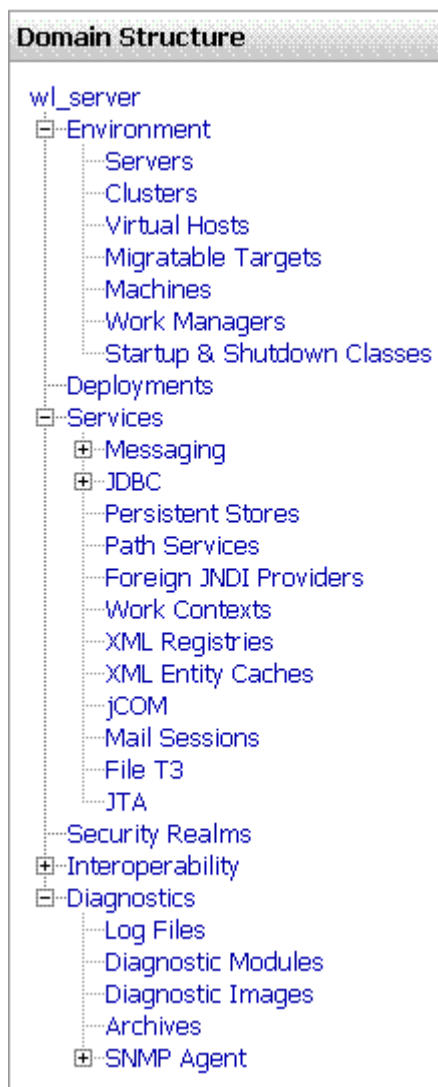 Domain Structure
wl_server
Environment
Servers
Clusters
Virtual Hosts
Migratable Targets
Machines
Work Managers
Startup & Shutdown Classes
Deployments
Services
Messaging
JDBC
Persistent Stores
Path Services
Foreign JNDI Providers
Work Contexts
XML Registries
XML Entity Caches
jCOM
Mail Sessions
File T3
JTA
Security Realms
Interoperability
Diagnostics
Log Files
Diagnostic Modules
Diagnostic Images
Archives
SNMP Agent